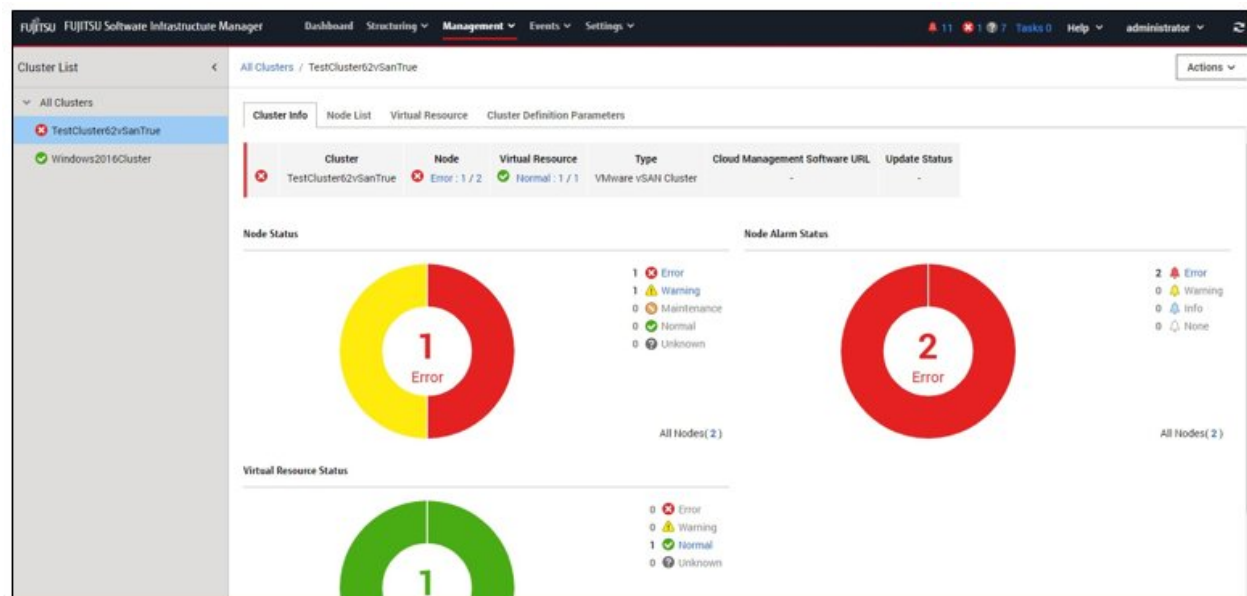 FUJITSU FUJITSU Software Infrastructure Manager Dashboard Structuring Management Events Settings 11 1 7 Tasks 0 Help administrator
Cluster List All Clusters / TestCluster62vSanTrue Actions
All Clusters
TestCluster62vSanTrue
Windows2016Cluster
Cluster Info Node List Virtual Resource Cluster Definition Parameters
Cluster Node Virtual Resource Type Cloud Management Software URL Update Status
TestCluster62vSanTrue Error : 1 / 2 Normal : 1 / 1 VMware vSAN Cluster - -
Node Status
1 Error
1 Warning
0 Maintenance
0 Normal
0 Unknown
1
Error
All Nodes( 2 )
Node Alarm Status
2 Error
0 Warning
0 Info
0 None
2
Error
All Nodes( 2 )
Virtual Resource Status
0 Error
0 Warning
1 Normal
0 Unknown
1